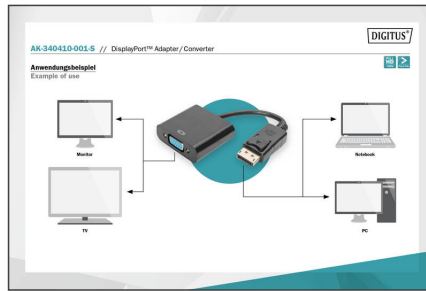 DIGITUS®
AK-340410-001-S // DisplayPort™ Adapter/Converter
Anwendungsbeispiel
Example of use
Monitor
Notebook
TV
PC